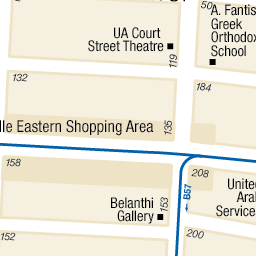 50
A. Fantis
Greek
Orthodox
School
UA Court
Street Theatre
119
132
184
lle Eastern Shopping Area
135
158
208
B57
United
Arab
Service
Belanthi
Gallery
153
152
200